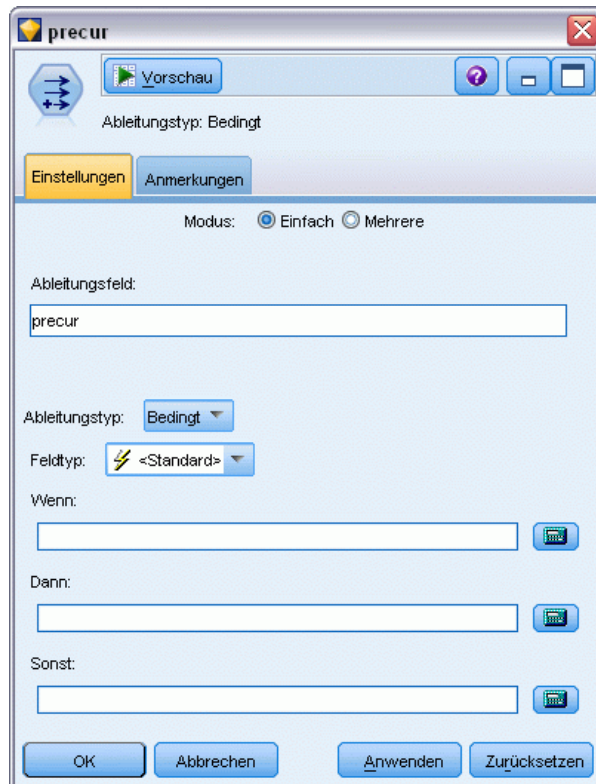 precur
Vorschau
Ableitungstyp: Bedingt
Einstellungen Anmerkungen
Modus: Einfach Mehrere
Ableitungsfeld:
precur
Ableitungstyp: Bedingt
Feldtyp: <Standard>
Wenn:
Dann:
Sonst:
OK Abbrechen Anwenden Zurücksetzen